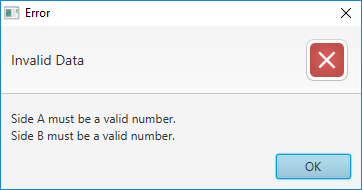 Error
Invalid Data
Side A must be a valid number.
Side B must be a valid number.
OK